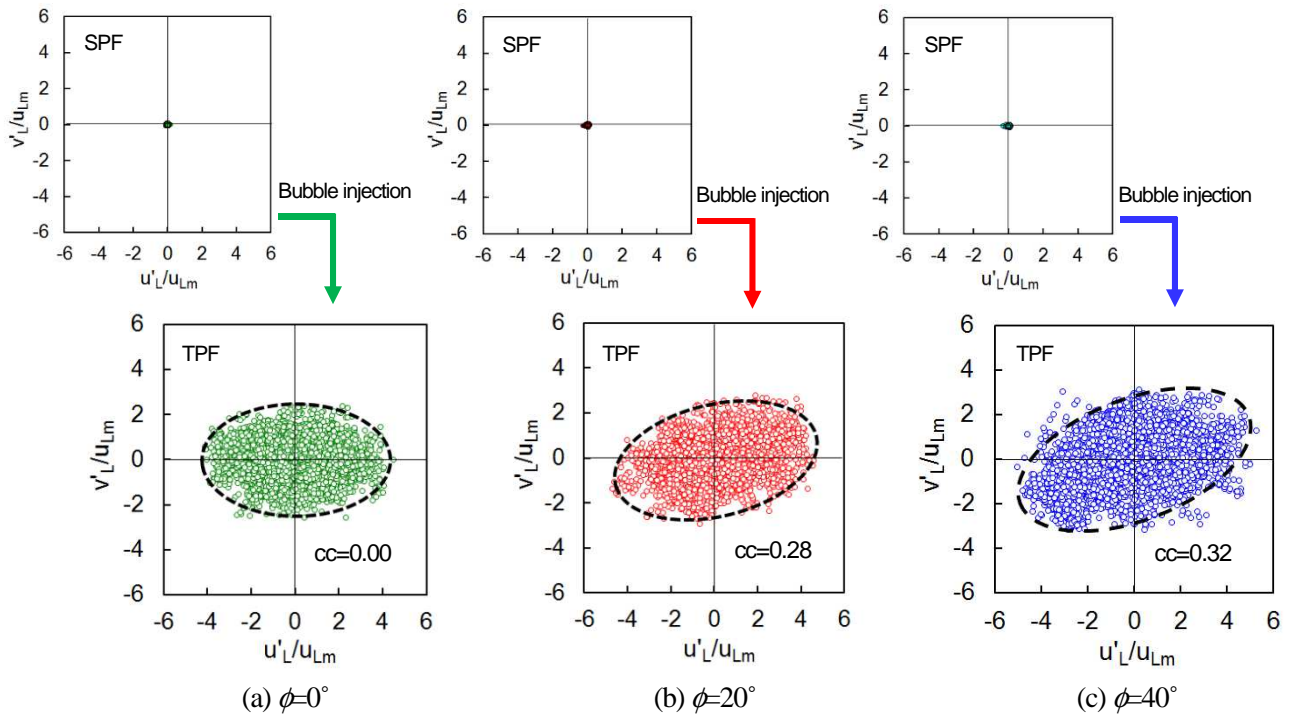 6
4
2
0
-2
-4
-6
SPF
v'L/uLm
-6 -4 -2 0 2 4 6
u'L/uLm
Bubble injection
6
4
2
0
-2
-4
-6
SPF
v'L/uLm
-6 -4 -2 0 2 4 6
u'L/uLm
Bubble injection
6
4
2
0
-2
-4
-6
SPF
v'L/uLm
-6 -4 -2 0 2 4 6
u'L/uLm
Bubble injection
6
4
2
0
-2
-4
-6
TPF
v'L/uLm
cc=0.00
-6 -4 -2 0 2 4 6
u'L/uLm
(a) ϕ=0°
6
4
2
0
-2
-4
-6
TPF
v'L/uLm
cc=0.28
-6 -4 -2 0 2 4 6
u'L/uLm
(b) ϕ=20°
6
4
2
0
-2
-4
-6
TPF
v'L/uLm
cc=0.32
-6 -4 -2 0 2 4 6
u'L/uLm
(c) ϕ=40°